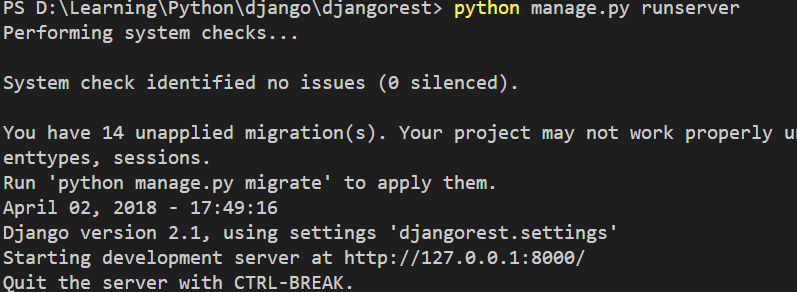 PS D:\Learning\Python\django\djangorest> python manage.py runserver
Performing system checks...
System check identified no issues (0 silenced).
You have 14 unapplied migration(s). Your project may not work properly
enttypes, sessions.
Run 'python manage.py migrate' to apply them.
April 02, 2018 - 17:49:16
Django version 2.1, using settings 'djangorest.settings'
Starting development server at http://127.0.0.1:8000/
Quit the server with CTRL-BREAK.